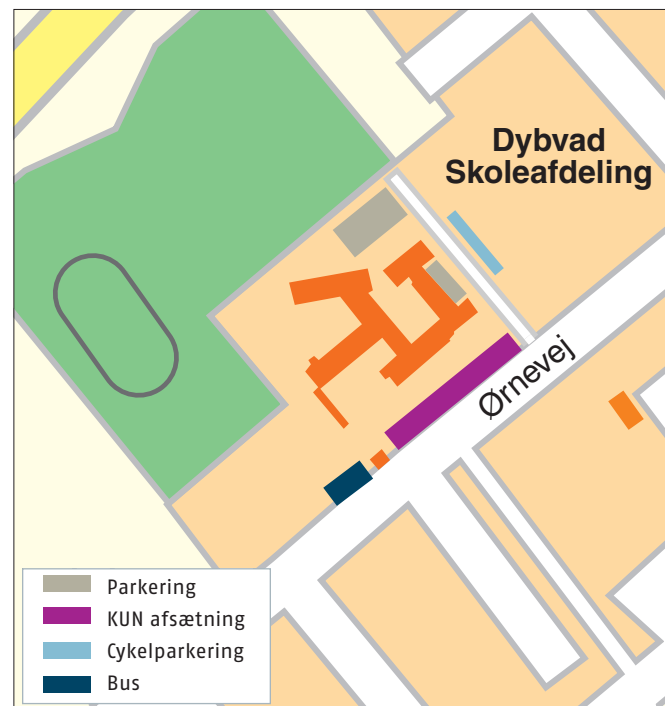 Dybvad
Skoleafdeling
Ørnevej
Parkering
KUN afsætning
Cykelparkering
Bus